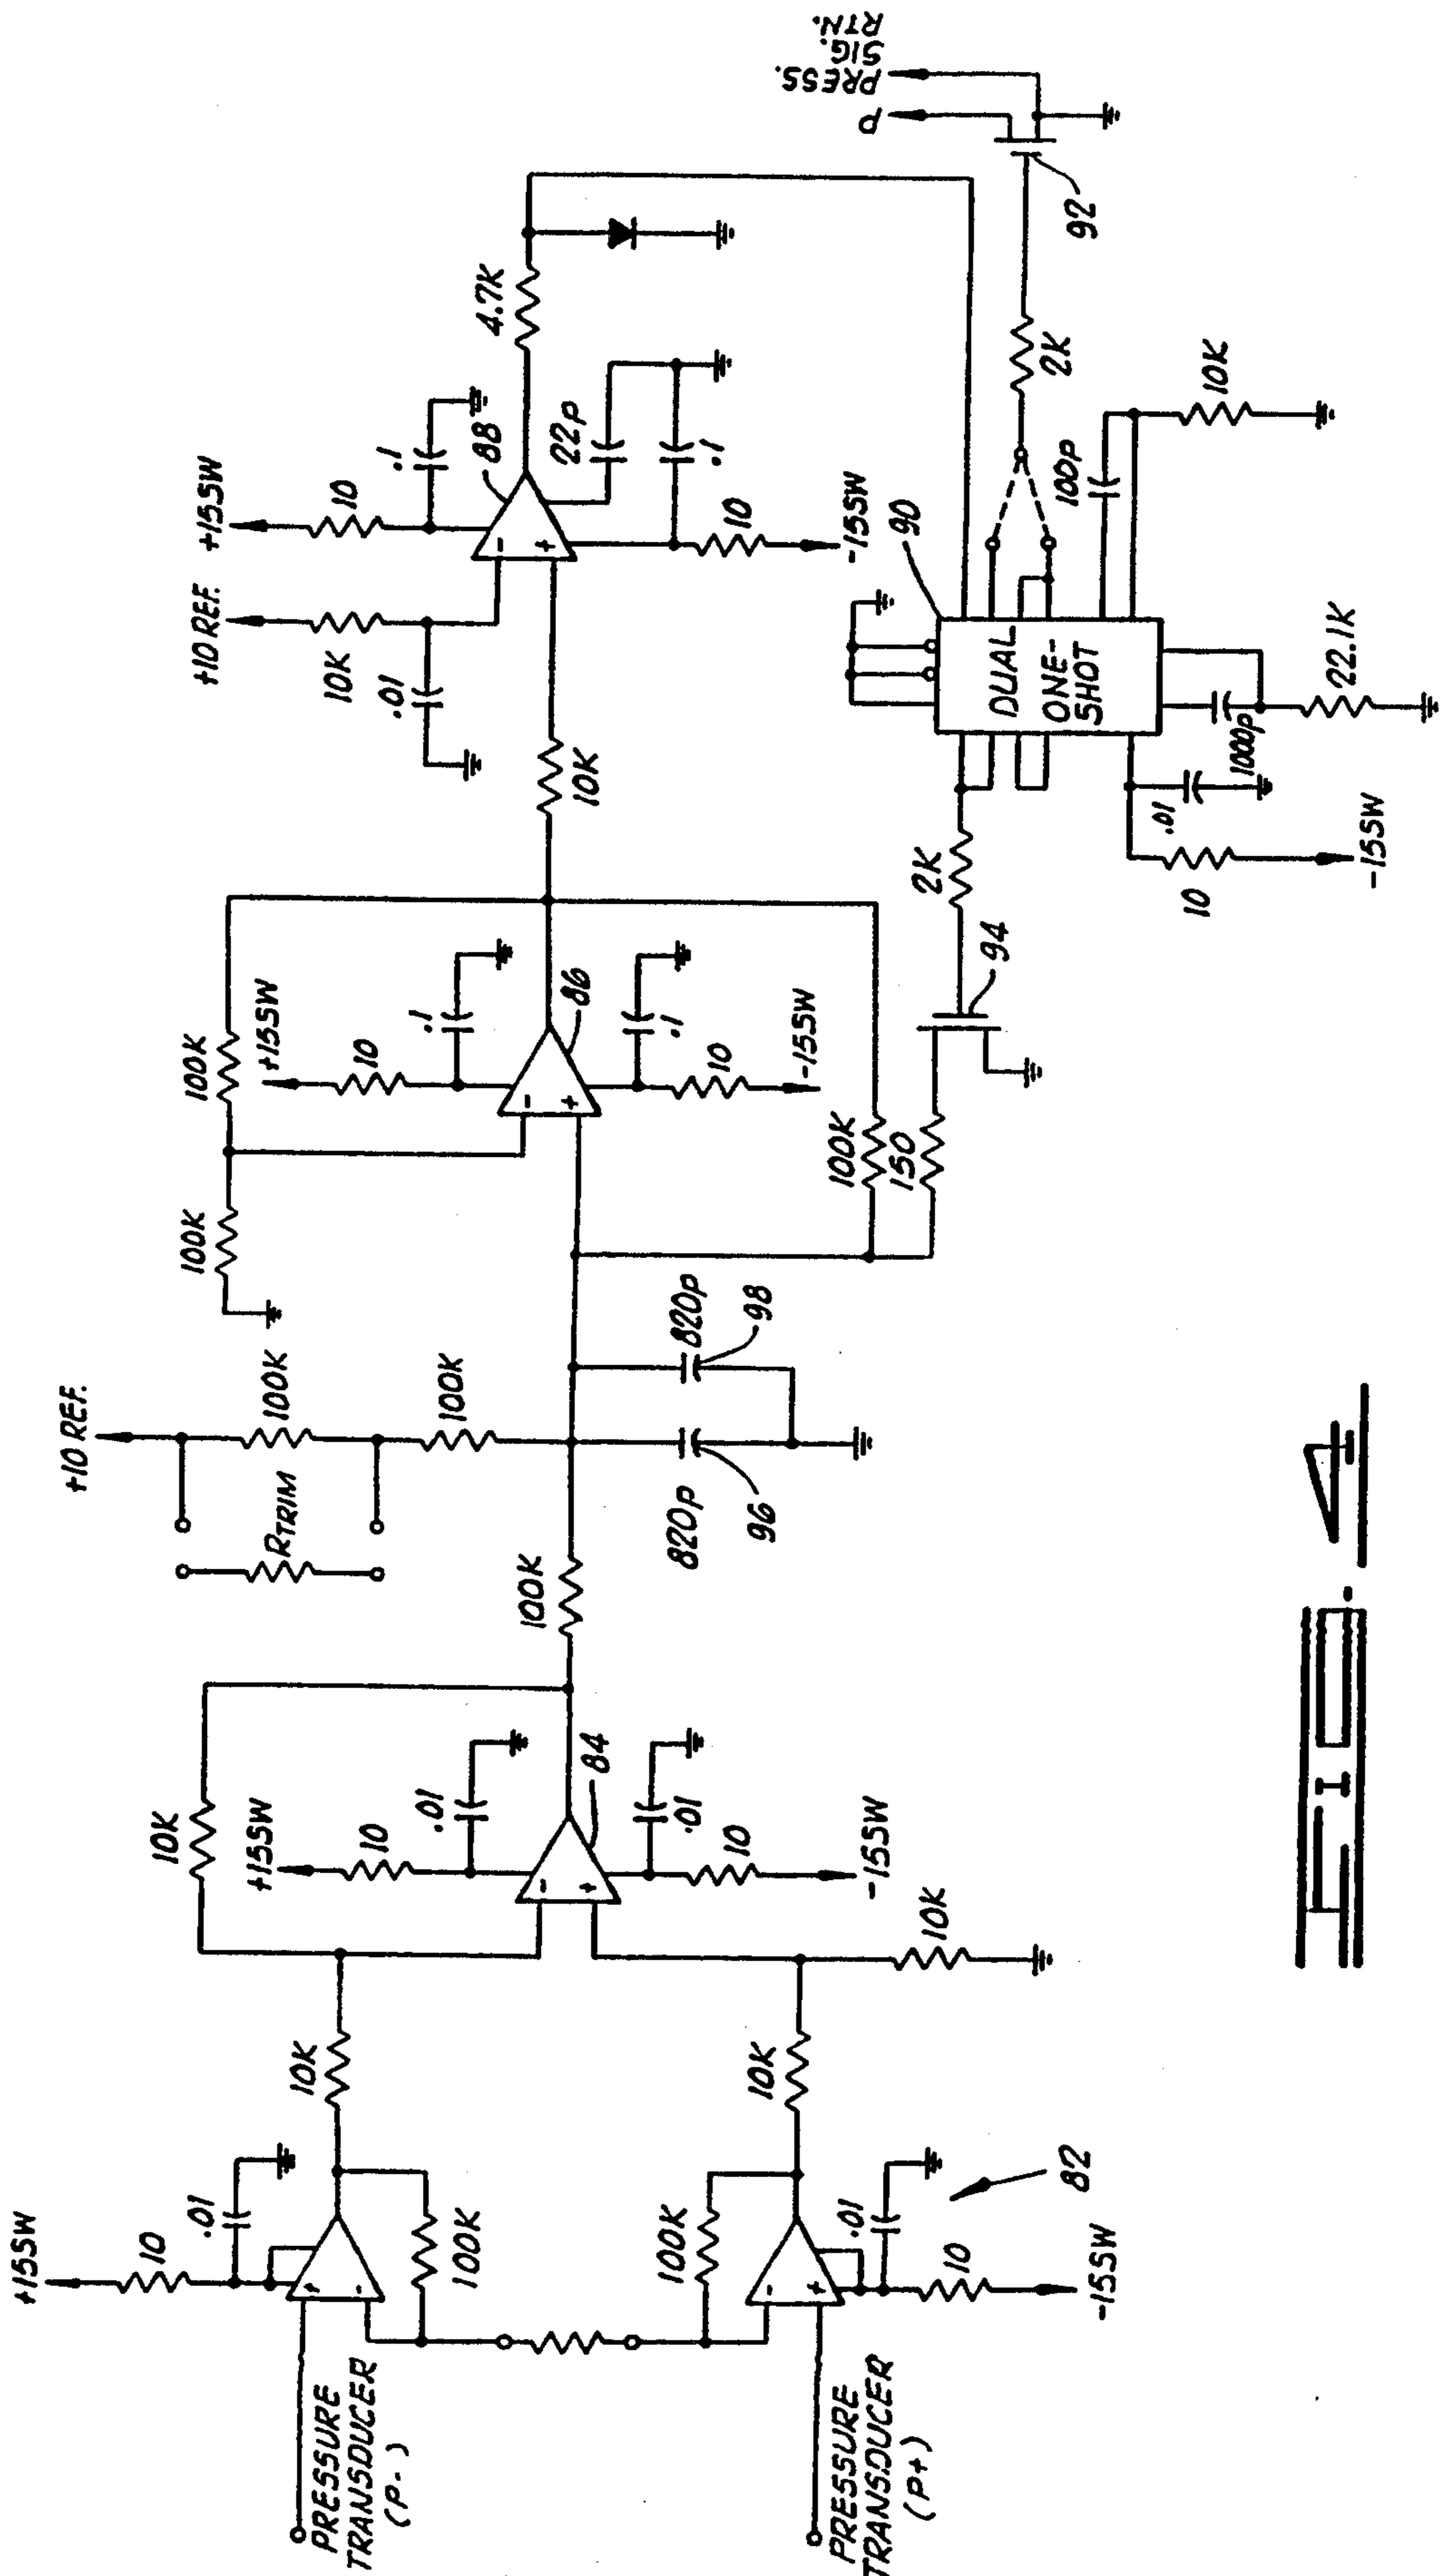 +15SW
10
.01
PRESSURE
TRANSDUCER
(P-)
10K
100K
100K
PRESSURE
TRANSDUCER
(P+)
10K
.01
10
-15SW
82
10K
+15SW
10
.01
84
.01
10
-15SW
10K
+10 REF.
RTRIM
100K
100K
100K
820P
96
820P
98
100K
100K
+15SW
10
.1
86
.1
10
-15SW
100K
150
94
2K
10K
+10 REF.
10K
.01
+15SW
10
.1
88
22P
.1
10
-15SW
4.7K
90
DUAL
ONE-
SHOT
.01
10
-15SW
1000P
22.1K
100P
10K
2K
92
P
PRESS.
SIG.
RTN.
FIG. 4